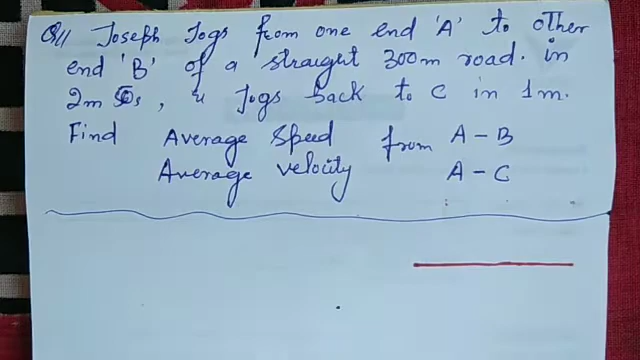 Q11 Joseph Jogs from one end 'A' to other
end 'B' of a straight 300m road. in
2m 50s, & Jogs back to C in 1m.
Find Average Speed from A - B
Average velocity A - C